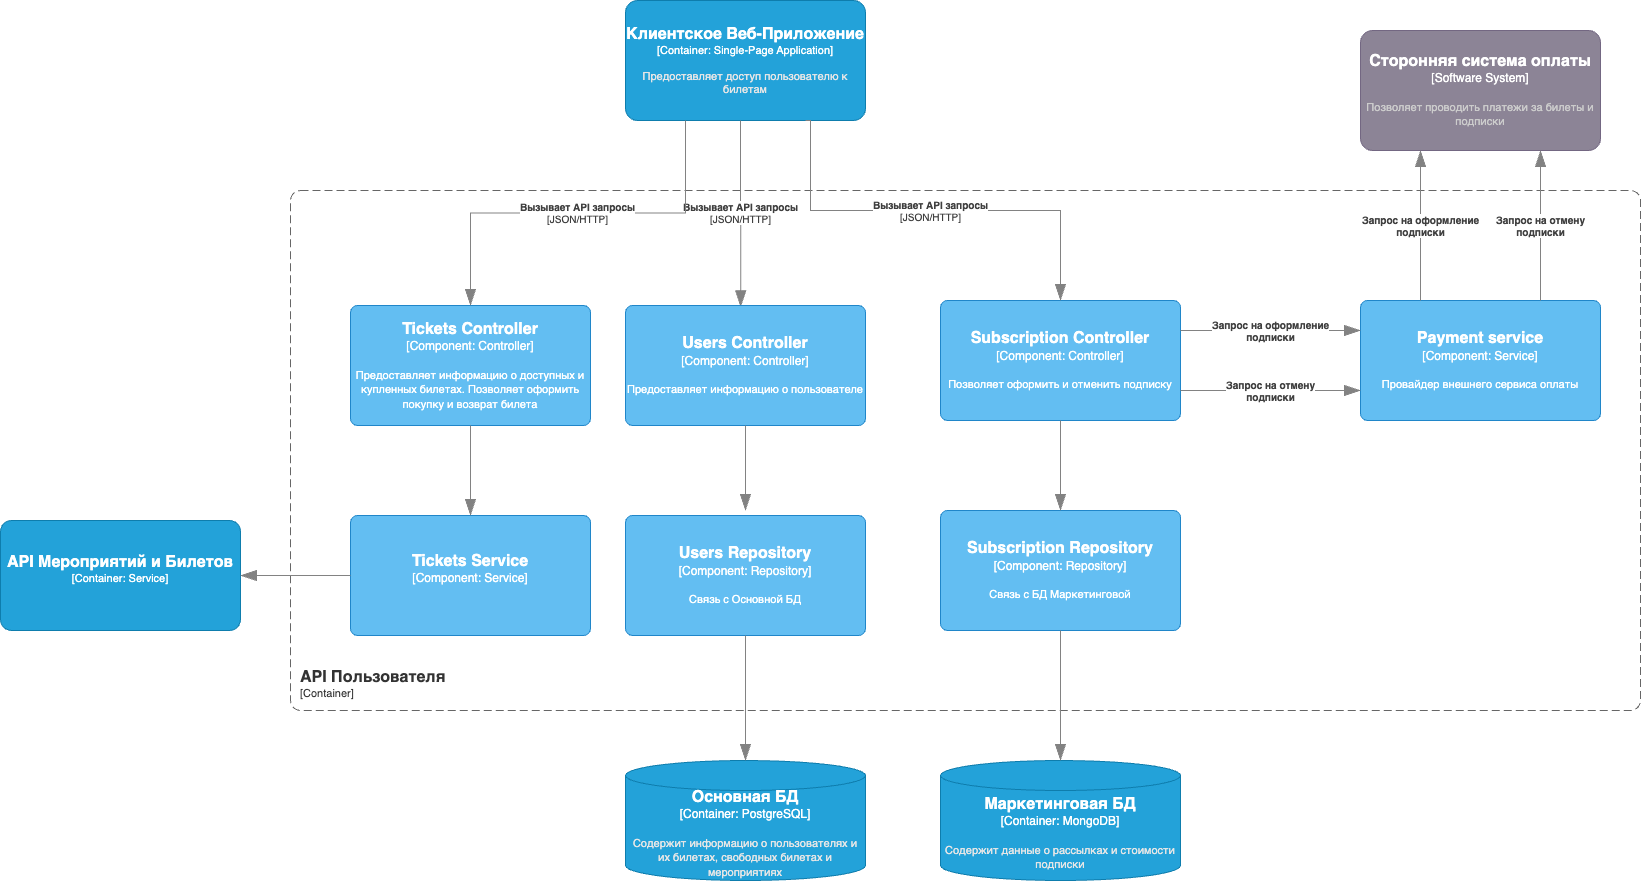 Клиентское Веб-Приложение
[Container: Single-Page Application]
Предоставляет доступ пользователю к
билетам
Сторонняя система оплаты
[Software System]
Позволяет проводить платежи за билеты и
подписки
Вызывает API запросы
[JSON/HTTP]
Вызывает API запросы
[JSON/HTTP]
Вызывает API запросы
[JSON/HTTP]
Запрос на оформление
подписки
Запрос на отмену
подписки
Tickets Controller
[Component: Controller]
Предоставляет информацию о доступных и
купленных билетах. Позволяет оформить
покупку и возврат билета
Users Controller
[Component: Controller]
Предоставляет информацию о пользователе
Subscription Controller
[Component: Controller]
Позволяет оформить и отменить подписку
Запрос на оформление
подписки
Запрос на отмену
подписки
Payment service
[Component: Service]
Провайдер внешнего сервиса оплаты
API Мероприятий и Билетов
[Container: Service]
Tickets Service
[Component: Service]
Users Repository
[Component: Repository]
Связь с Основной БД
Subscription Repository
[Component: Repository]
Связь с БД Маркетинговой
API Пользователя
[Container]
Основная БД
[Container: PostgreSQL]
Содержит информацию о пользователях и
их билетах, свободных билетах и
мероприятиях
Маркетинговая БД
[Container: MongoDB]
Содержит данные о рассылках и стоимости
подписки